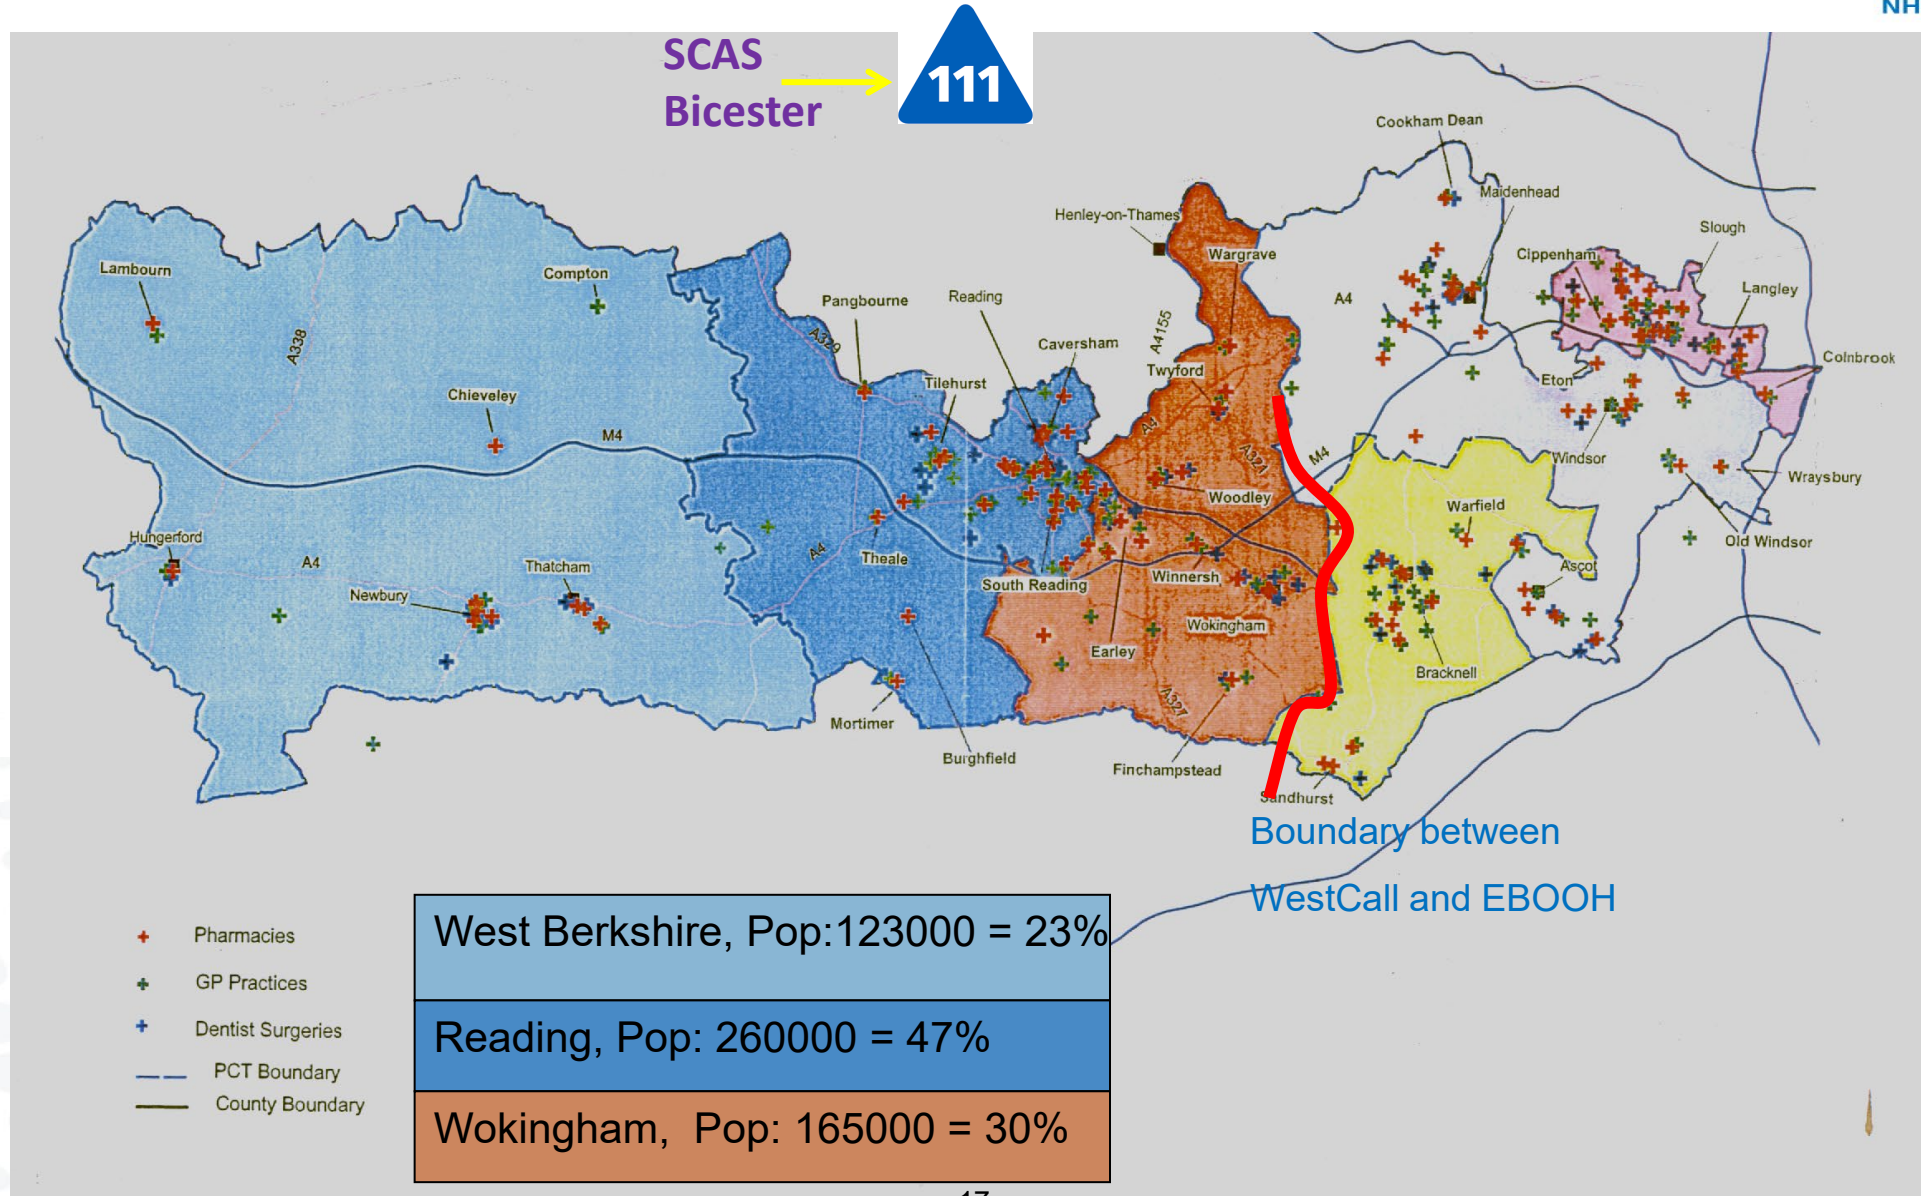 NH
SCAS
Bicester
111
Cookham Dean
Maidenhead
Henley-on-Thames
Slough
Wargrave
Cippenham
Lambourn
Compton
Langley
Pangbourne
Reading
A4
A338
A329
A4155
Caversham
Colnbrook
Twyford
Tilehurst
Eton
Chieveley
A4
M4
A321
M4
Windsor
Wraysbury
Woodley
Warfield
Hungerford
Old Windsor
A4
A4
Theale
Thatcham
Ascot
Winnersh
South Reading
Newbury
Wokingham
Earley
Bracknell
A327
Mortimer
Burghfield
Finchampstead
Sandhurst
Boundary between
WestCall and EBOOH
Pharmacies
GP Practices
Dentist Surgeries
PCT Boundary
County Boundary
West Berkshire, Pop:123000 = 23%
Reading, Pop: 260000 = 47%
Wokingham, Pop: 165000 = 30%
17